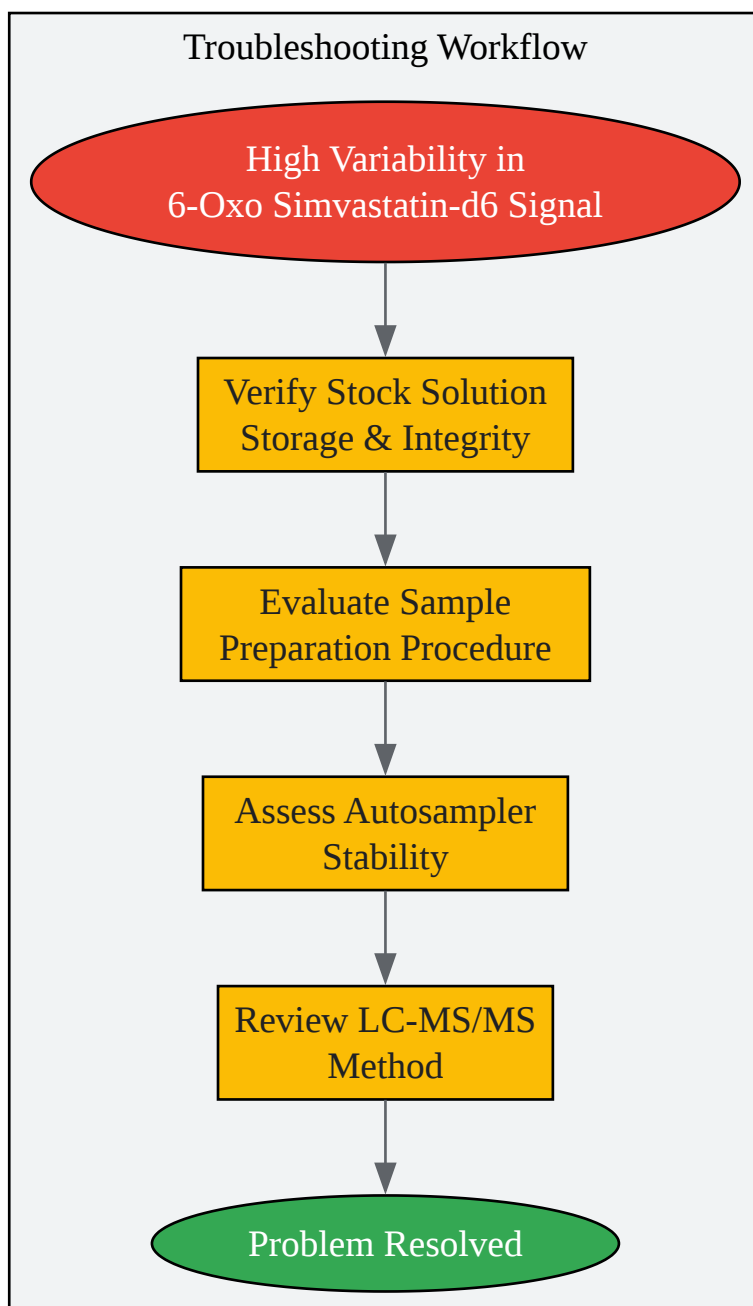 Troubleshooting Workflow
High Variability in
6-Oxo Simvastatin-d6 Signal
Verify Stock Solution
Storage & Integrity
Evaluate Sample
Preparation Procedure
Assess Autosampler
Stability
Review LC-MS/MS
Method
Problem Resolved